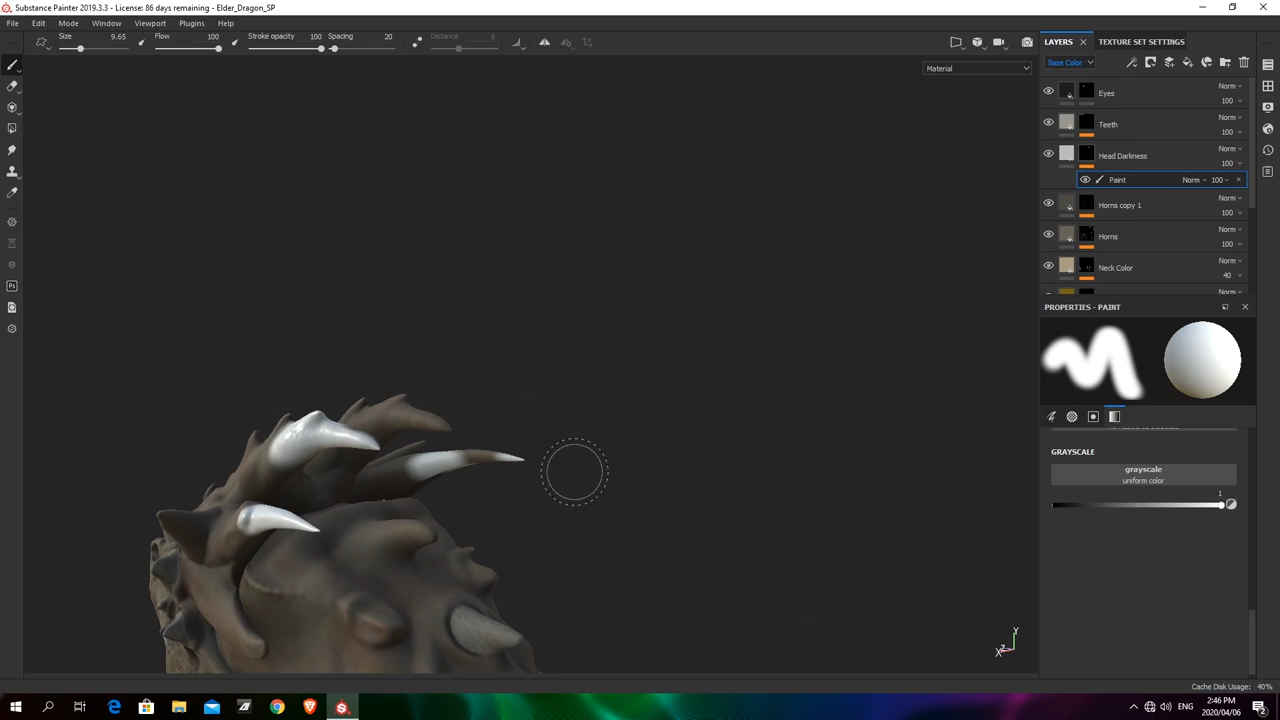 Substance Painter 2019.3.3 - License: 86 days remaining - Elder_Dragon_SP
File Edit Mode Window Viewport Plugins Help
Size 9.65 Flow 100 Stroke opacity 100 Spacing 20 Distance 8
LAYERS TEXTURE SET SETTINGS
Base Color
Material
Eyes Norm 100
Teeth Norm 100
Head Darkness Norm 100
Paint Norm 100
Horns copy 1 Norm 100
Horns Norm 100
Neck Color Norm 40
Norm
PROPERTIES - PAINT
GRAYSCALE
grayscale
uniform color
1
Y
X
Z
Cache Disk Usage: 40%
Ps
ENG
2:46 PM
2020/04/06
2